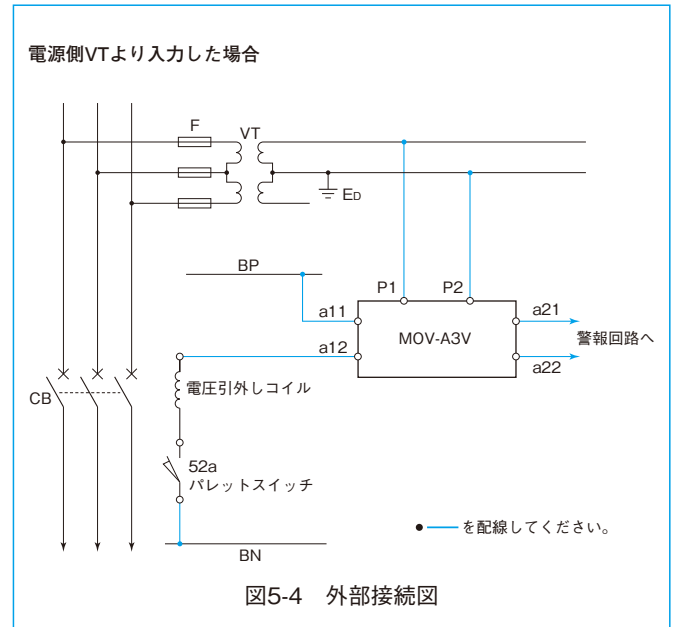 電源側VTより入力した場合
F
VT
ED
BP
P1
P2
a11
a21
MOV-A3V
警報回路へ
a12
a22
電圧引外しコイル
CB
52a
パレットスイッチ
を配線してください。
BN
図5-4 外部接続図